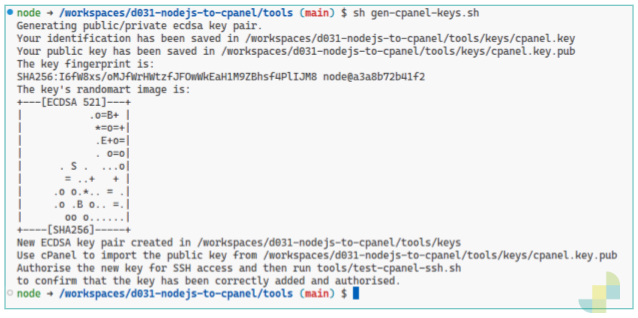 node → /workspaces/d031-nodejs-to-cpanel/tools (main) $ sh gen-cpanel-keys.sh
Generating public/private ecdsa key pair.
Your identification has been saved in /workspaces/d031-nodejs-to-cpanel/tools/keys/cpanel.key
Your public key has been saved in /workspaces/d031-nodejs-to-cpanel/tools/keys/cpanel.key.pub
The key fingerprint is:
SHA256:I6fW8xs/oMJfWrHWtzfJFOwWkEaH1M9ZBhsf4PlIJM8 node@a3a8b72b41f2
The key's randomart image is:
+---[ECDSA 521]---+
|          .o=B+ |
|           *=o=+|
|           .E+o=|
|           . o=o|
|      . S .  ...o|
|       = ..+   + |
|     .o o.*.. = .|
|     .o .B o.. =.|
|       oo o......|
+----[SHA256]-----+
New ECDSA key pair created in /workspaces/d031-nodejs-to-cpanel/tools/keys
Use cPanel to import the public key from /workspaces/d031-nodejs-to-cpanel/tools/keys/cpanel.key.pub
Authorise the new key for SSH access and then run tools/test-cpanel-ssh.sh
to confirm that the key has been correctly added and authorised.
node → /workspaces/d031-nodejs-to-cpanel/tools (main) $